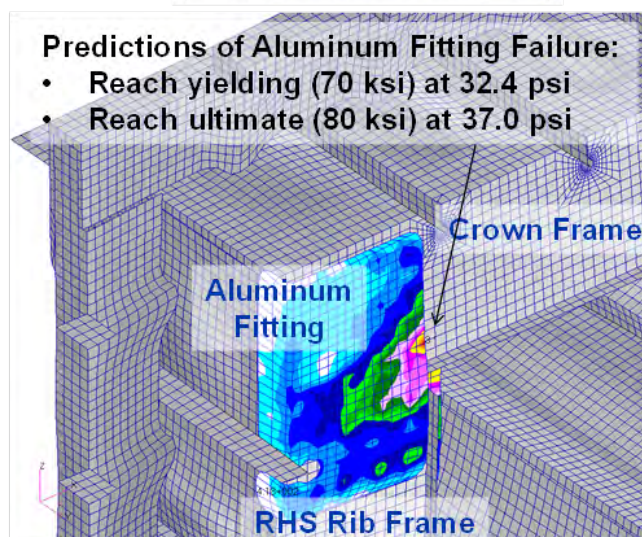 Predictions of Aluminum Fitting Failure:
• Reach yielding (70 ksi) at 32.4 psi
• Reach ultimate (80 ksi) at 37.0 psi
Crown Frame
Aluminum
Fitting
RHS Rib Frame